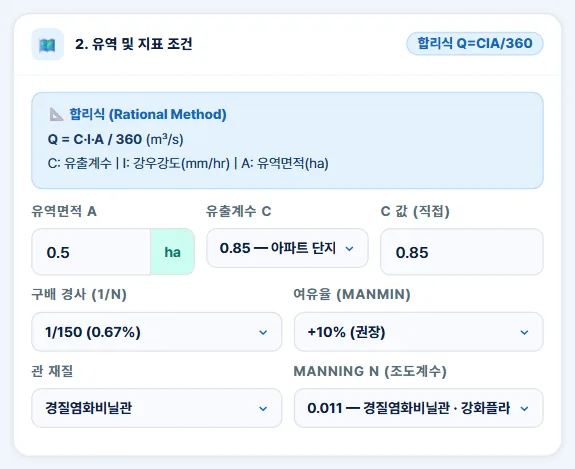 2. 유역 및 지표 조건
합리식 Q=CIA/360
합리식 (Rational Method)
Q = C·I·A / 360 (m³/s)
C: 유출계수 | I: 강우강도(mm/hr) | A: 유역면적(ha)
유역면적 A
유출계수 C
C 값 (직접)
0.5
ha
0.85 — 아파트 단지
0.85
구배 경사 (1/N)
여유율 (MANMIN)
1/150 (0.67%)
+10% (권장)
관 재질
MANNING N (조도계수)
경질염화비닐관
0.011 — 경질염화비닐관 · 강화플라